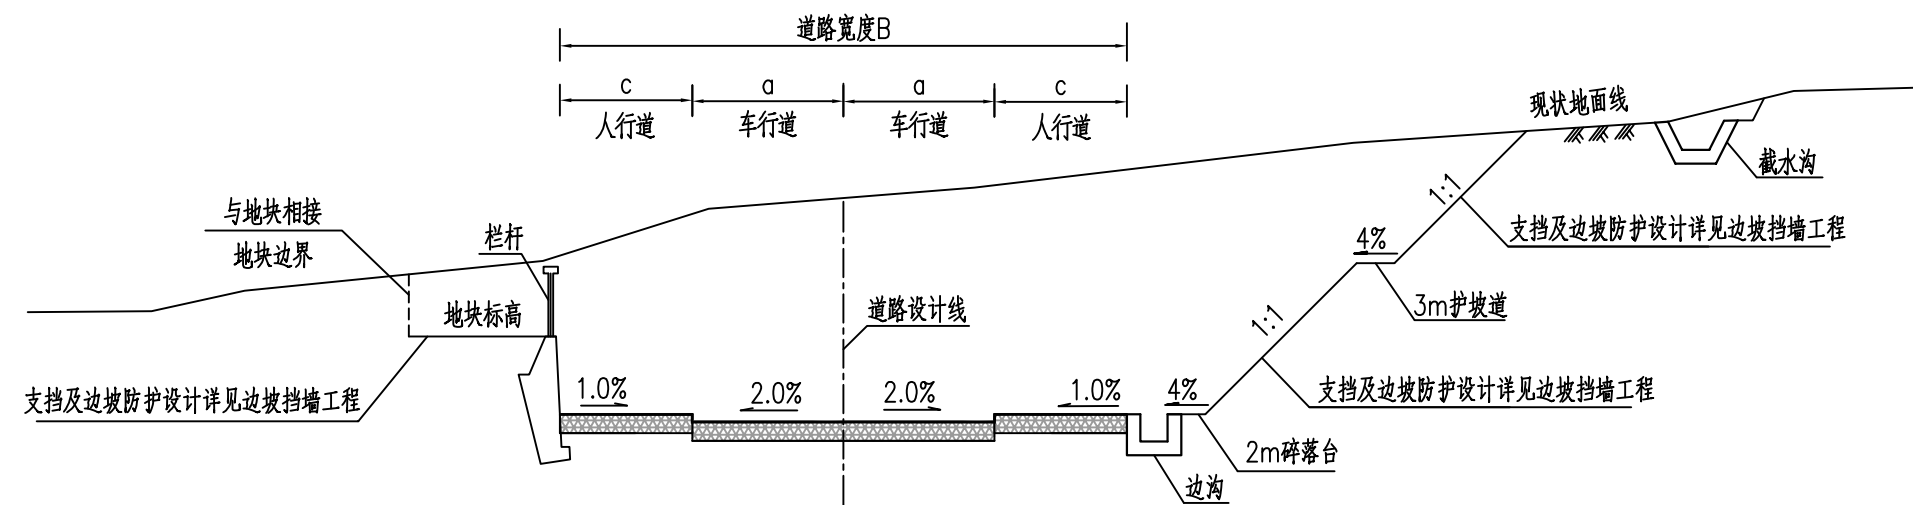 道路宽度B
c
a
a
c
人行道
车行道
车行道
人行道
现状地面线
截水沟
1:1
与地块相接
地块边界
栏杆
支挡及边坡防护设计详见边坡挡墙工程
4%
地块标高
道路设计线
3m护坡道
1:1
支挡及边坡防护设计详见边坡挡墙工程
1.0%
2.0%
2.0%
1.0%
4%
支挡及边坡防护设计详见边坡挡墙工程
2m碎落台
边沟